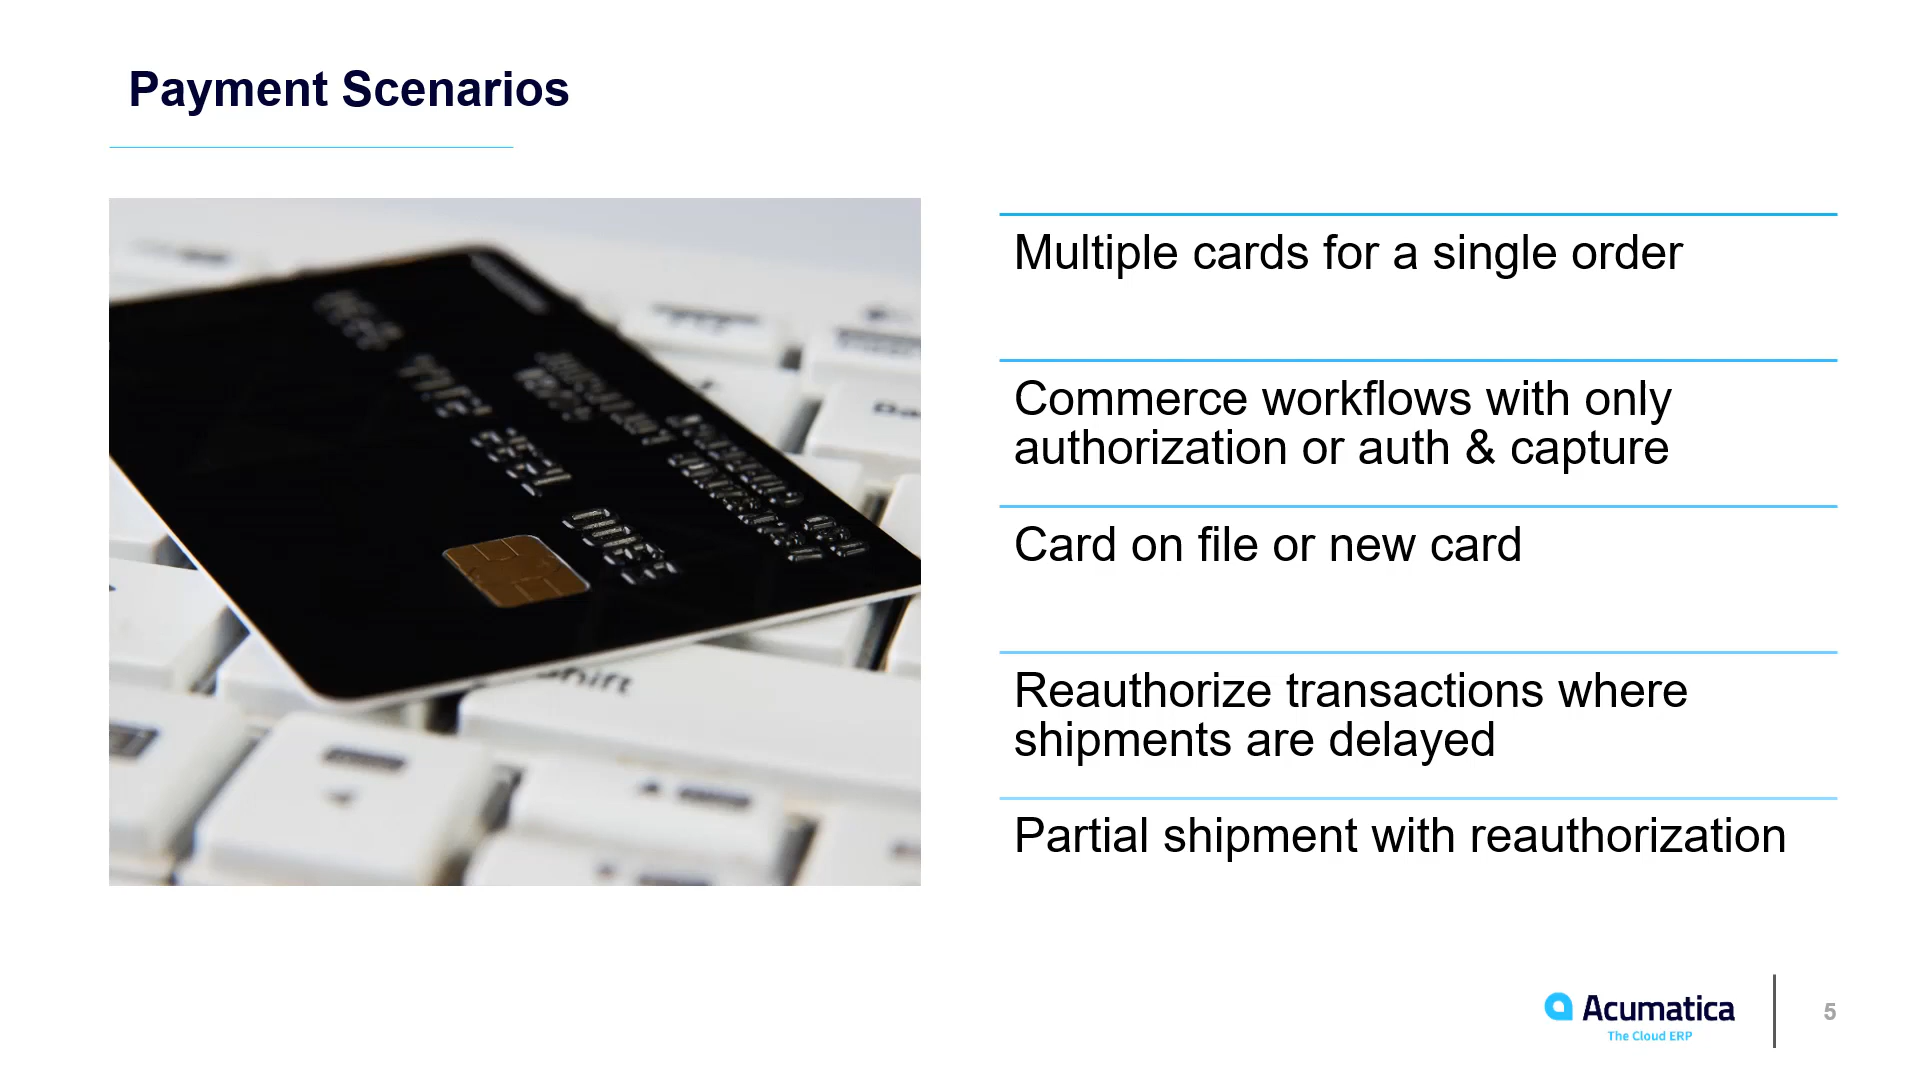 Payment Scenarios
Multiple cards for a single order
Commerce workflows with only
authorization or auth & capture
Card on file or new card
Reauthorize transactions where
shipments are delayed
Partial shipment with reauthorization
Acumatica
The Cloud ERP
5